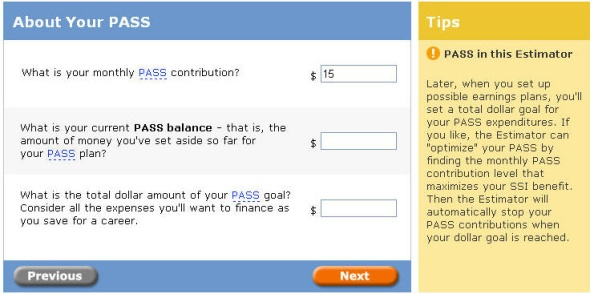 About Your PASS
What is your monthly PASS contribution?
$ 15
What is your current PASS balance - that is, the
amount of money you've set aside so far for
your PASS plan?
$
What is the total dollar amount of your PASS goal?
Consider all the expenses you'll want to finance as
you save for a career.
$
Previous
Next
Tips
! PASS in this Estimator
Later, when you set up
possible earnings plans, you'll
set a total dollar goal for
your PASS expenditures. If
you like, the Estimator can
"optimize" your PASS by
finding the monthly PASS
contribution level that
maximizes your SSI benefit.
Then the Estimator will
automatically stop your
PASS contributions when
your dollar goal is reached.